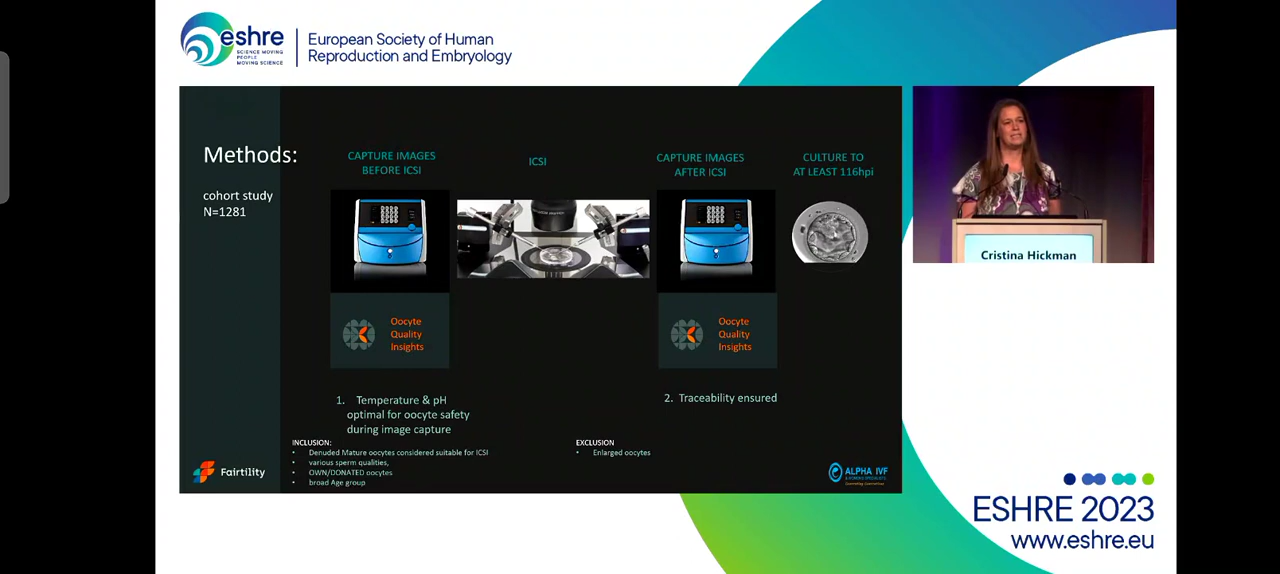 eshre
SCIENCE MOVING
PEOPLE
MOVING SCIENCE
European Society of Human
Reproduction and Embryology
Methods:
cohort study
N=1281
CAPTURE IMAGES
BEFORE ICSI
ICSI
CAPTURE IMAGES
AFTER ICSI
CULTURE TO
AT LEAST 116hpi
Oocyte
Quality
Insights
Oocyte
Quality
Insights
1. Temperature & pH
optimal for oocyte safety
during image capture
2. Traceability ensured
INCLUSION:
• Denuded Mature oocytes considered suitable for ICSI
• various sperm qualities,
• OWN/DONATED oocytes
• broad Age group
EXCLUSION
• Enlarged oocytes
Fairtility
ALPHA IVF
Cristina Hickman
ESHRE 2023
www.eshre.eu